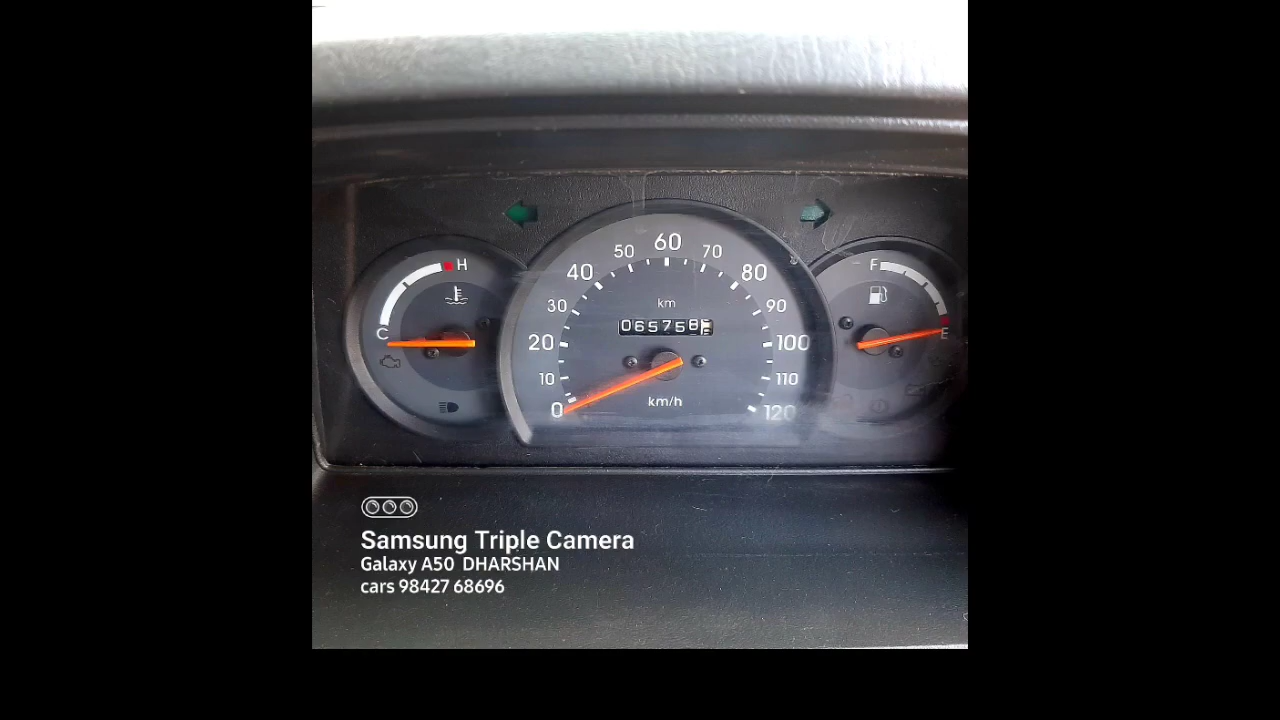 H
C
50 60 70
40 80
30 90
20 100
10 110
0 120
km
065758
km/h
F
E
Samsung Triple Camera
Galaxy A50 DHARSHAN
cars 98427 68696